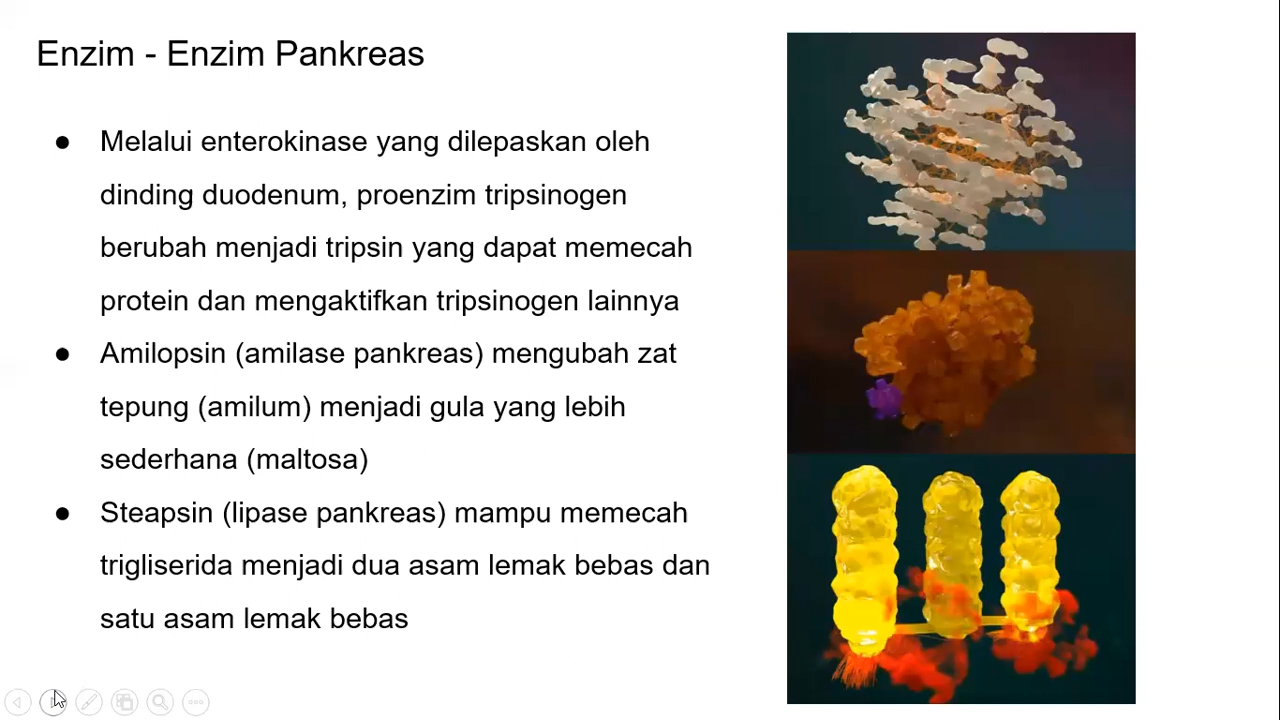 Enzim - Enzim Pankreas
● Melalui enterokinase yang dilepaskan oleh
dinding duodenum, proenzim tripsinogen
berubah menjadi tripsin yang dapat memecah
protein dan mengaktifkan tripsinogen lainnya
● Amilopsin (amilase pankreas) mengubah zat
tepung (amilum) menjadi gula yang lebih
sederhana (maltosa)
● Steapsin (lipase pankreas) mampu memecah
trigliserida menjadi dua asam lemak bebas dan
satu asam lemak bebas